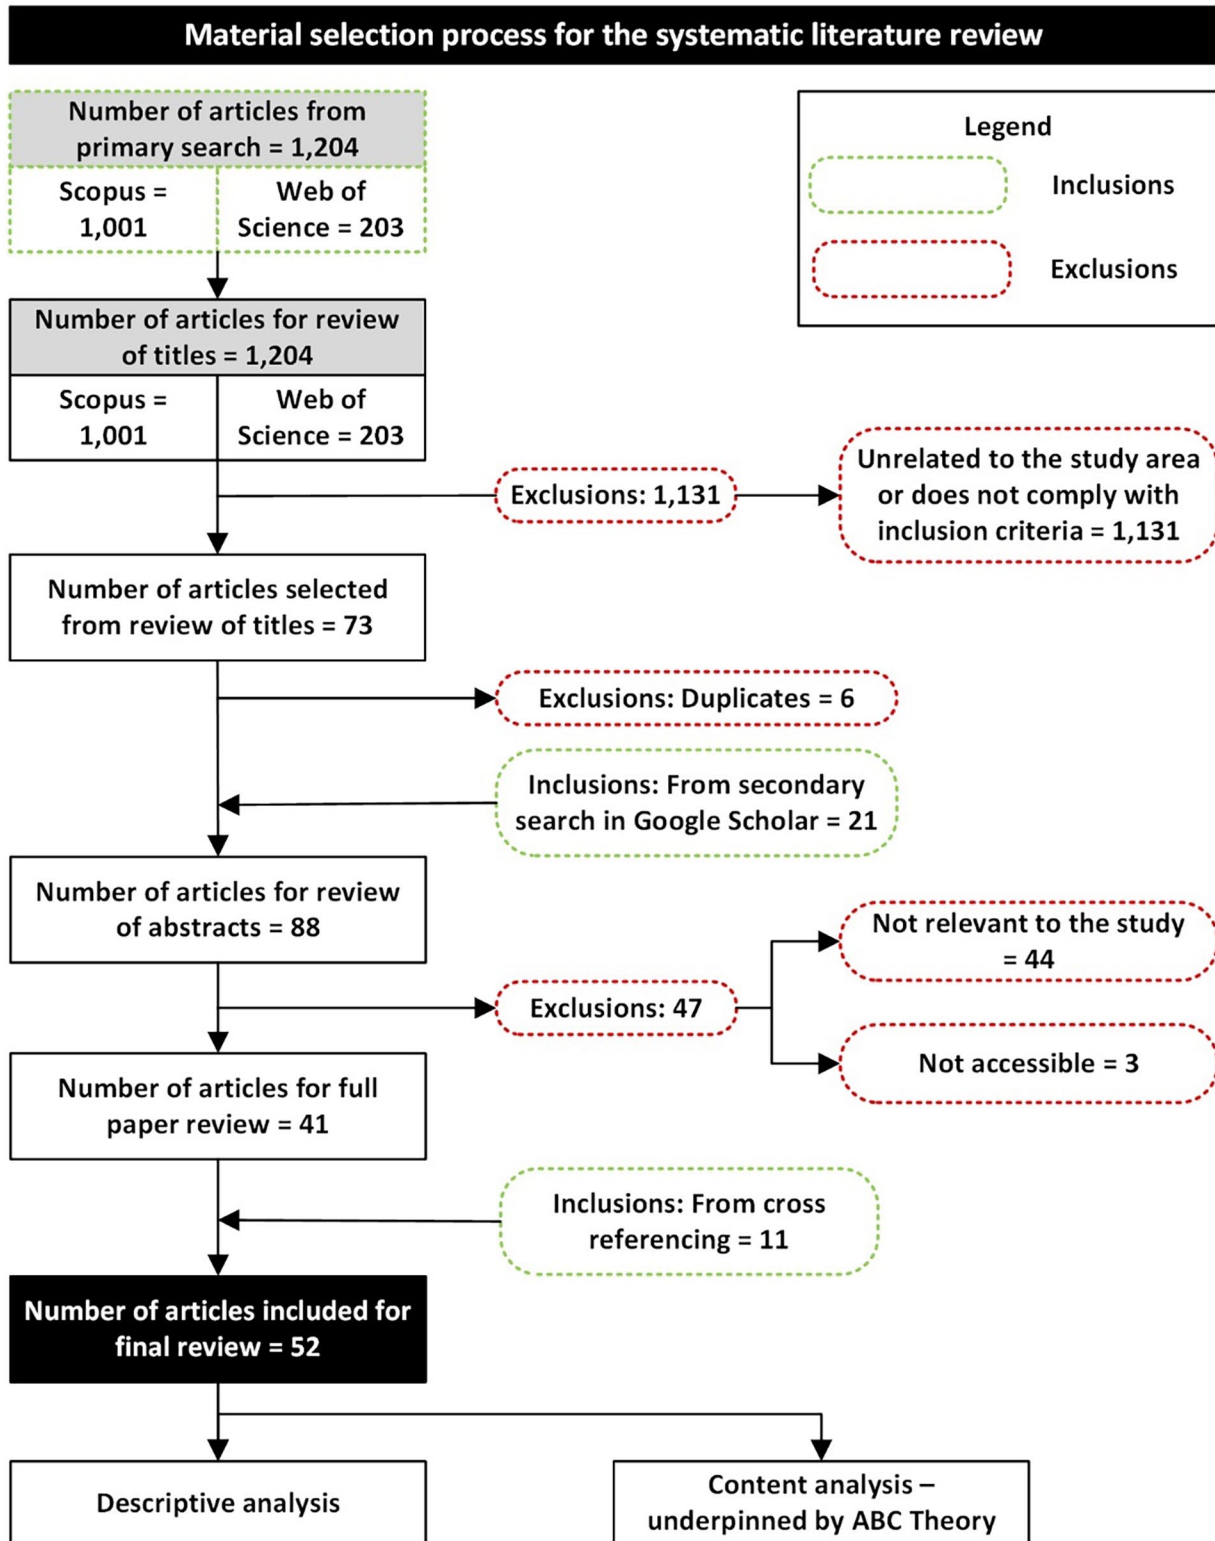 Material selection process for the systematic literature review
Number of articles from
primary search = 1,204
Scopus =
1,001
Web of
Science = 203
Legend
Inclusions
Exclusions
Number of articles for review
of titles = 1,204
Scopus =
1,001
Web of
Science = 203
Exclusions: 1,131
Unrelated to the study area
or does not comply with
inclusion criteria = 1,131
Number of articles selected
from review of titles = 73
Exclusions: Duplicates = 6
Inclusions: From secondary
search in Google Scholar = 21
Number of articles for review
of abstracts = 88
Exclusions: 47
Not relevant to the study
= 44
Not accessible = 3
Number of articles for full
paper review = 41
Inclusions: From cross
referencing = 11
Number of articles included for
final review = 52
Descriptive analysis
Content analysis –
underpinned by ABC Theory